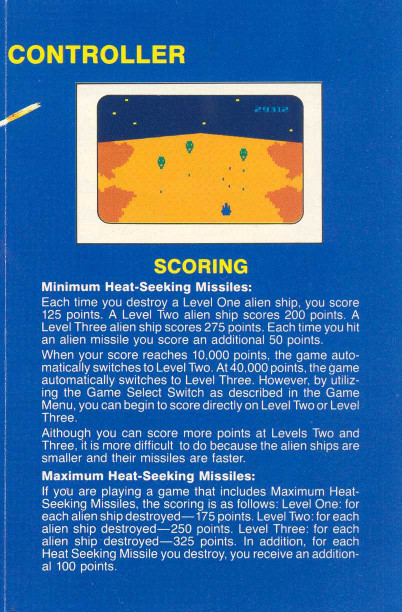 CONTROLLER
29312
SCORING
Minimum Heat-Seeking Missiles:
Each time you destroy a Level One alien ship, you score
125 points. A Level Two alien ship scores 200 points. A
Level Three alien ship scores 275 points. Each time you hit
an alien missile you score an additional 50 points.
When your score reaches 10,000 points, the game auto-
matically switches to Level Two. At 40,000 points, the game
automatically switches to Level Three. However, by utiliz-
ing the Game Select Switch as described in the Game
Menu, you can begin to score directly on Level Two or Level
Three.
Although you can score more points at Levels Two and
Three, it is more difficult to do because the alien ships are
smaller and their missiles are faster.
Maximum Heat-Seeking Missiles:
If you are playing a game that includes Maximum Heat-
Seeking Missiles, the scoring is as follows: Level One: for
each alien ship destroyed—175 points. Level Two: for each
alien ship destroyed—250 points. Level Three: for each
alien ship destroyed—325 points. In addition, for each
Heat Seeking Missile you destroy, you receive an addition-
al 100 points.